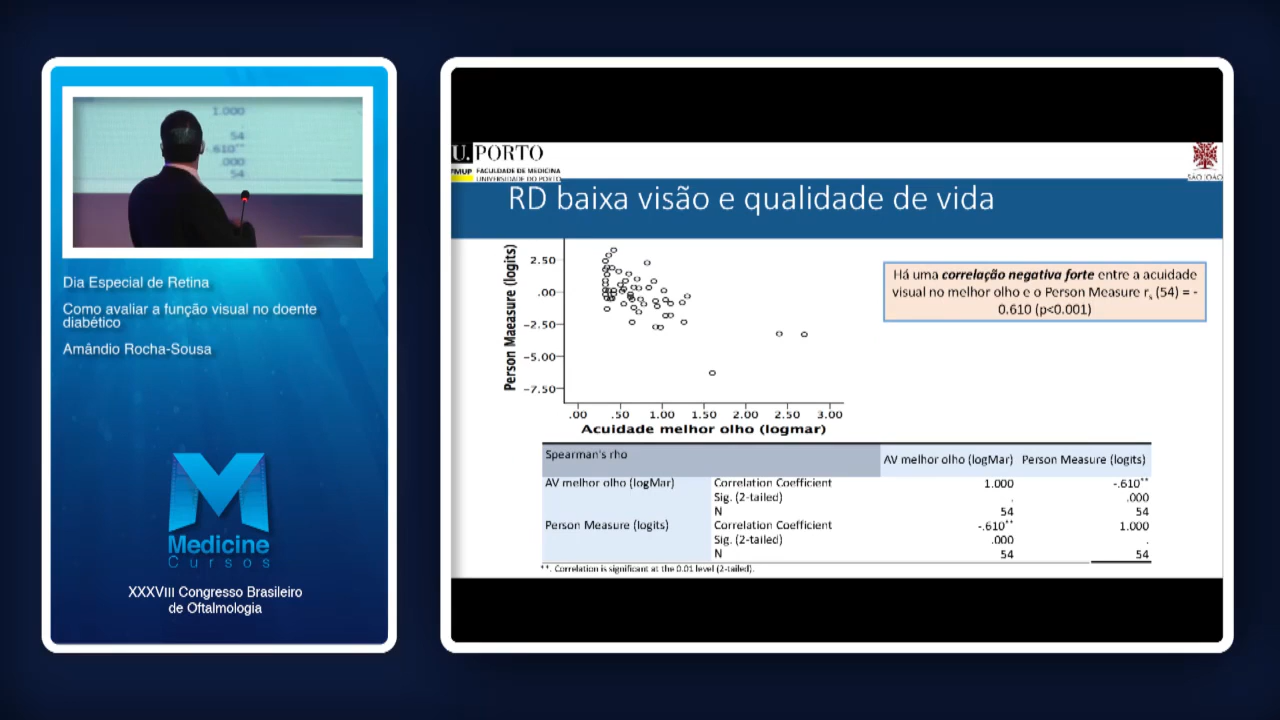 1.000
54
-.610**
.000
54
Dia Especial de Retina
Como avaliar a função visual no doente
diabético
Amândio Rocha-Sousa
Medicine
Cursos
XXXVIII Congresso Brasileiro
de Oftalmologia
U. PORTO
FMUP FACULDADE DE MEDICINA
UNIVERSIDADE DO PORTO
SÃO JOÃO
RD baixa visão e qualidade de vida
Person Maeasure (logits)
2.50
.00
-2.50
-5.00
-7.50
.00 .50 1.00 1.50 2.00 2.50 3.00
Acuidade melhor olho (logmar)
Há uma correlação negativa forte entre a acuidade
visual no melhor olho e o Person Measure rs (54) = -
0.610 (p<0.001)
Spearman's rho AV melhor olho (logMar) Person Measure (logits)
AV melhor olho (logMar) Correlation Coefficient 1.000 -.610**
Sig. (2-tailed) . .000
N 54 54
Person Measure (logits) Correlation Coefficient -.610** 1.000
Sig. (2-tailed) .000 .
N 54 54
**. Correlation is significant at the 0.01 level (2-tailed).